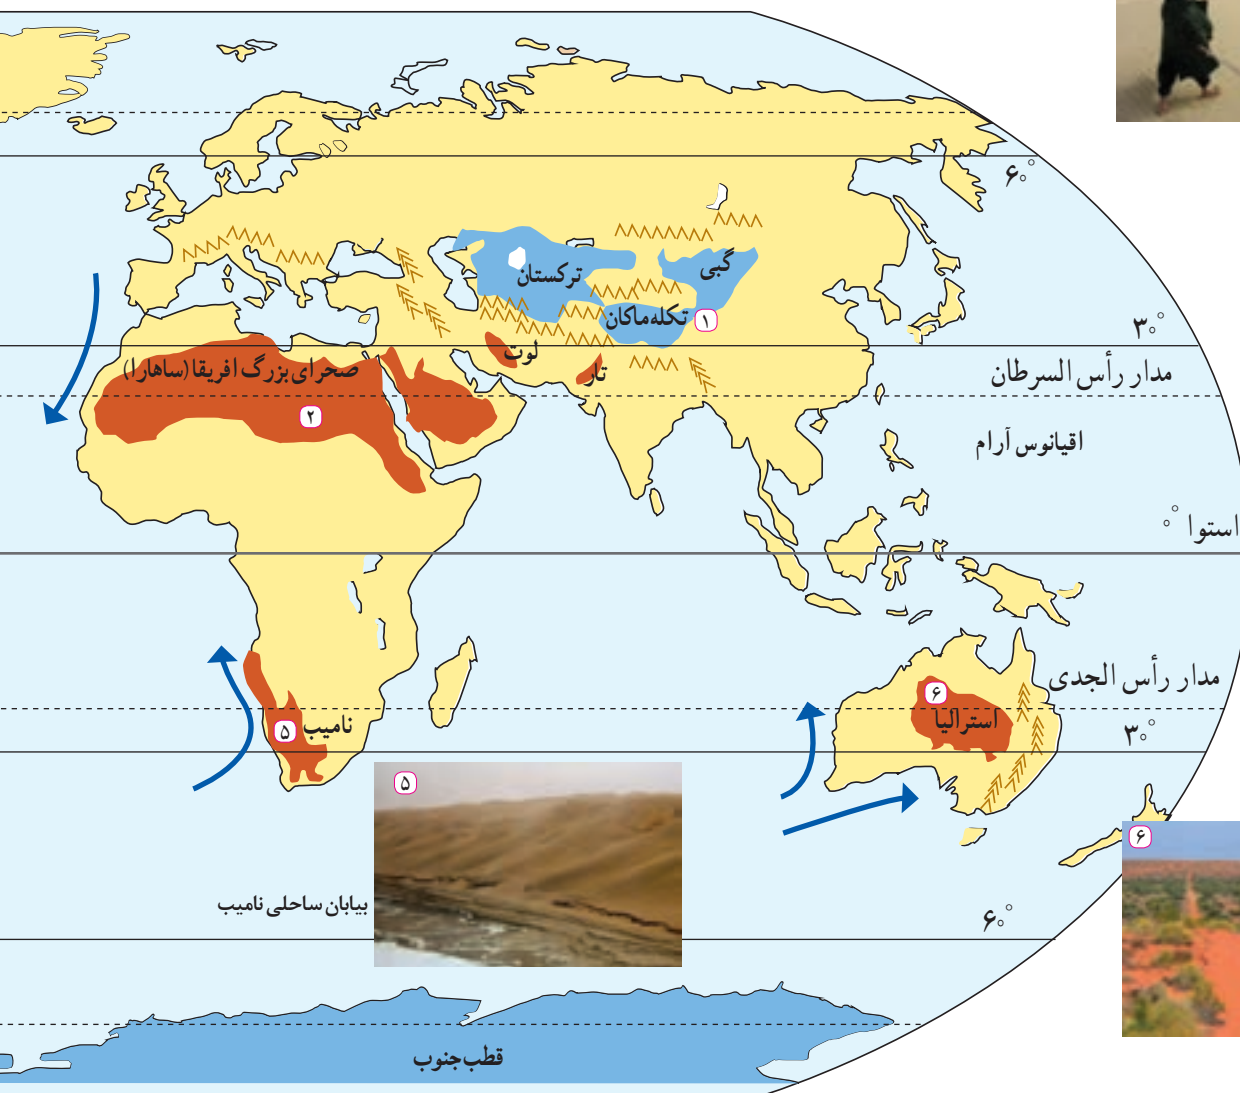 ۶۰°
ترکستان
گبی
تکله‌ماکان
۱
۳۰°
لوت
تار
صحرای بزرگ افریقا (ساهارا)
مدار رأس السرطان
۲
اقیانوس آرام
استوا °۰
مدار رأس الجدی
۶
استرالیا
نامیب
۵
۳۰°
۵
۶
بیابان ساحلی نامیب
۶۰°
قطب جنوب